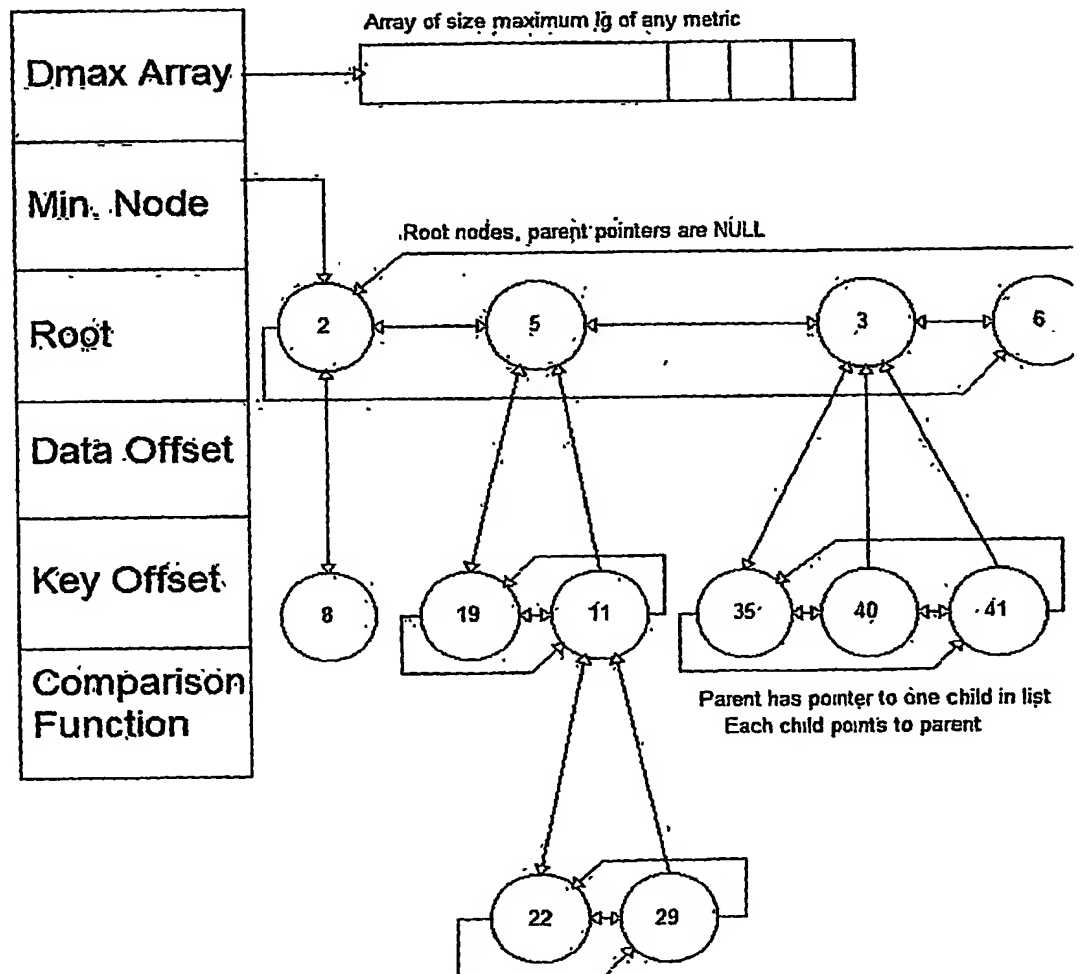 Array of size maximum lg of any metric
Dmax Array
Min. Node
Root nodes, parent pointers are NULL
Root
2
5
3
6
Data Offset
Key Offset
8
19
11
35
40
41
Comparison
Function
Parent has pointer to one child in list
Each child points to parent
22
29